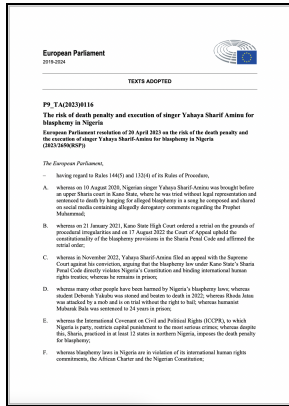 European Parliament
2019-2024
TEXTS ADOPTED
P9_TA(2023)0116
The risk of death penalty and execution of singer Yahaya Sharif Aminu for
blasphemy in Nigeria
European Parliament resolution of 20 April 2023 on the risk of the death penalty and
the execution of singer Yahaya Sharif-Aminu for blasphemy in Nigeria
(2023/2650(RSP))
The European Parliament,
– having regard to Rules 144(5) and 132(4) of its Rules of Procedure,
A. whereas on 10 August 2020, Nigerian singer Yahaya Sharif-Aminu was brought before
an upper Sharia court in Kano State, where he was tried without legal representation and
sentenced to death by hanging for alleged blasphemy in a song he composed and shared
on social media containing allegedly derogatory comments regarding the Prophet
Muhammad;
B. whereas on 21 January 2021, Kano State High Court ordered a retrial on the grounds of
procedural irregularities and on 17 August 2022 the Court of Appeal upheld the
constitutionality of the blasphemy provisions in the Sharia Penal Code and affirmed the
retrial order;
C. whereas in November 2022, Yahaya Sharif-Aminu filed an appeal with the Supreme
Court against his conviction, arguing that the blasphemy law under Kano State's Sharia
Penal Code directly violates Nigeria's Constitution and binding international human
rights treaties; whereas he remains in prison;
D. whereas many other people have been harmed by Nigeria's blasphemy laws; whereas
student Deborah Yakubu was stoned and beaten to death in 2022; whereas Rhoda Jatau
was attacked by a mob and is on trial without the right to bail; whereas humanist
Mubarak Bala was sentenced to 24 years in prison;
E. whereas the International Covenant on Civil and Political Rights (ICCPR), to which
Nigeria is party, restricts capital punishment to the most serious crimes; whereas despite
this, Sharia, practiced in at least 12 states in northern Nigeria, imposes the death penalty
for blasphemy;
F. whereas blasphemy laws in Nigeria are in violation of its international human rights
commitments, the African Charter and the Nigerian Constitution;